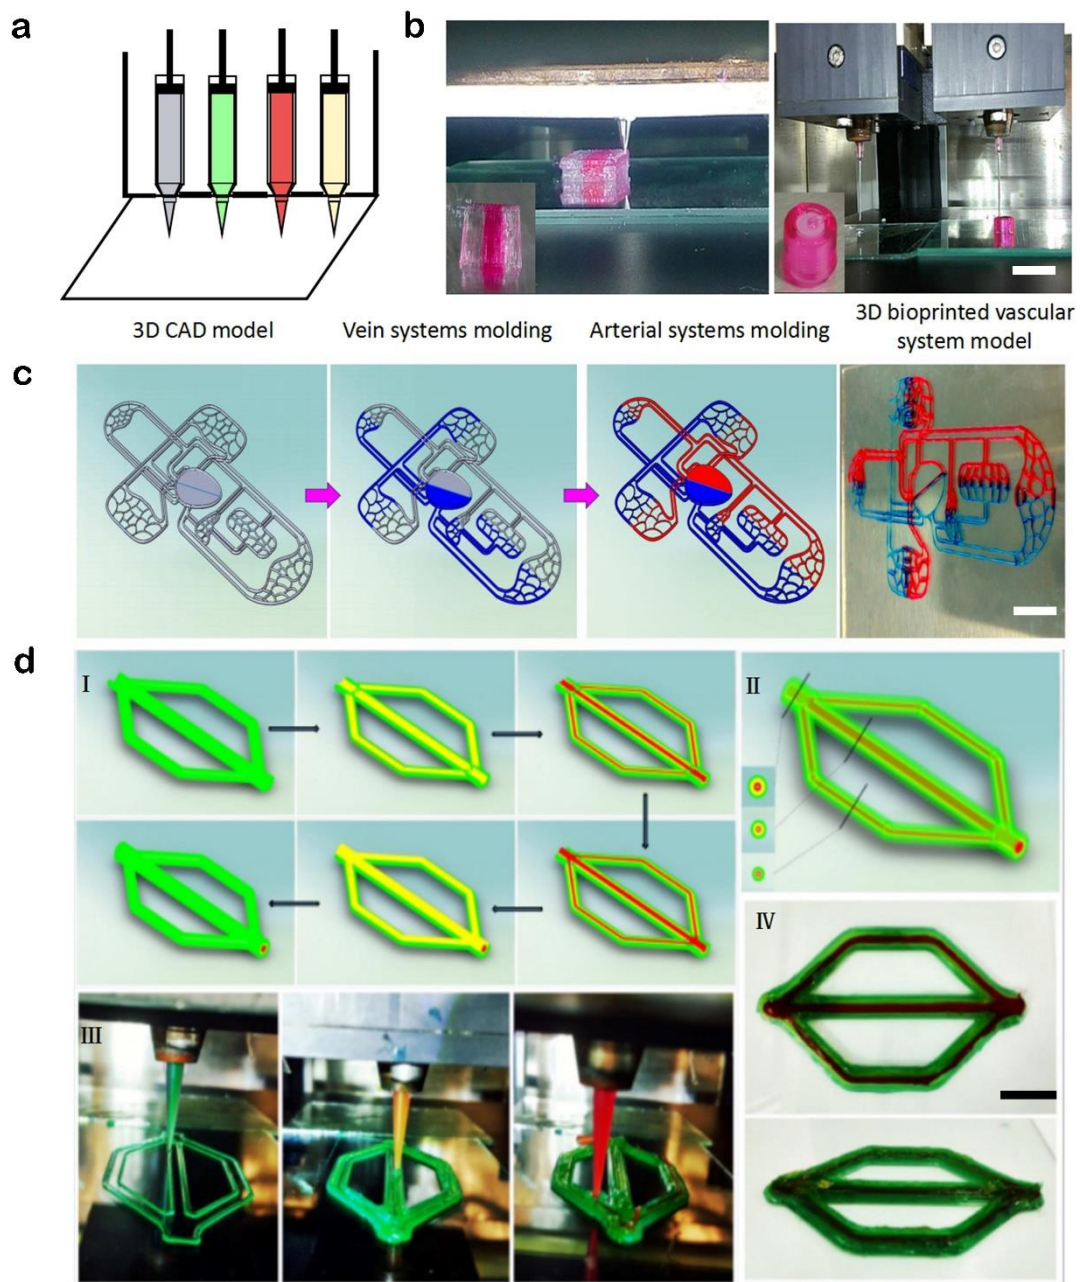 a
b
3D CAD model
Vein systems molding
Arterial systems molding
3D bioprinted vascular
system model
c
d
I
II
III
IV